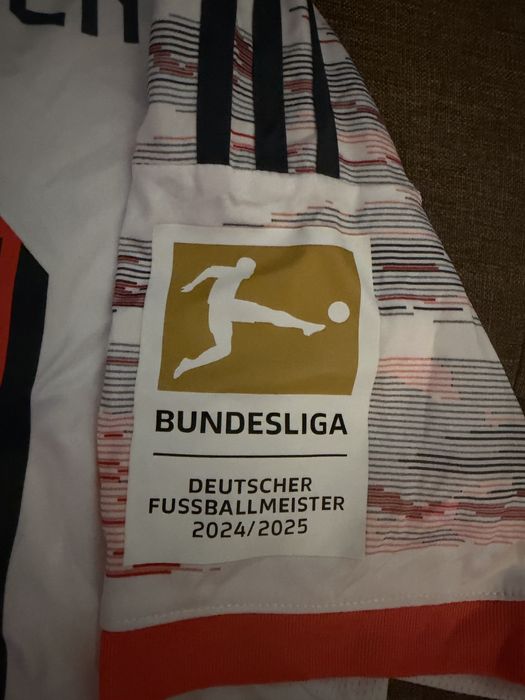 BUNDESLIGA
DEUTSCHER
FUSSBALLMEISTER
2024/2025